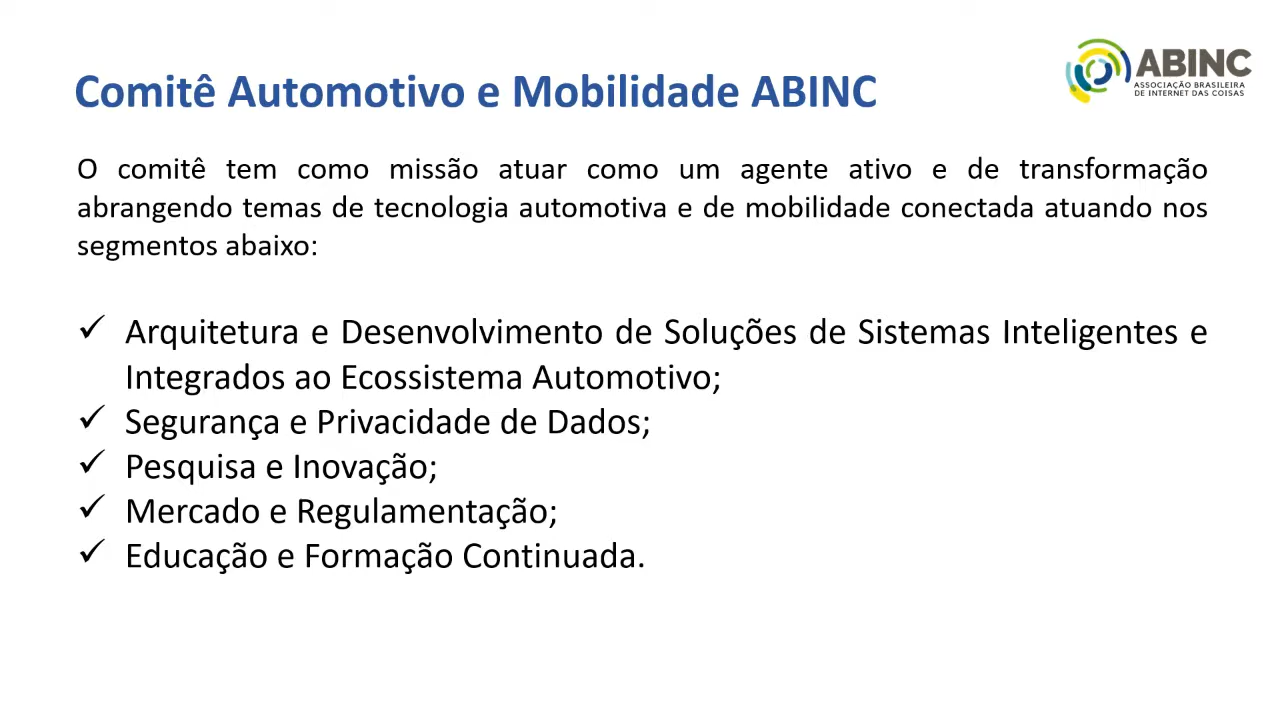 Comitê Automotivo e Mobilidade ABINC
ABINC
ASSOCIAÇÃO BRASILEIRA
DE INTERNET DAS COISAS
O comitê tem como missão atuar como um agente ativo e de transformação
abrangendo temas de tecnologia automotiva e de mobilidade conectada atuando nos
segmentos abaixo:
✓ Arquitetura e Desenvolvimento de Soluções de Sistemas Inteligentes e
Integrados ao Ecossistema Automotivo;
✓ Segurança e Privacidade de Dados;
✓ Pesquisa e Inovação;
✓ Mercado e Regulamentação;
✓ Educação e Formação Continuada.